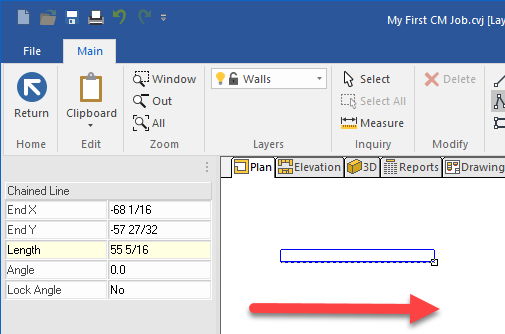 My First CM Job.cvj [Lay
File Main
Window
Out
All
Return
Clipboard
Walls
Select
Select All
Measure
Delete
Home Edit Zoom Layers Inquiry Modify
Plan Elevation 3D Reports Drawing
Chained Line
End X -68 1/16
End Y -57 27/32
Length 55 5/16
Angle 0.0
Lock Angle No